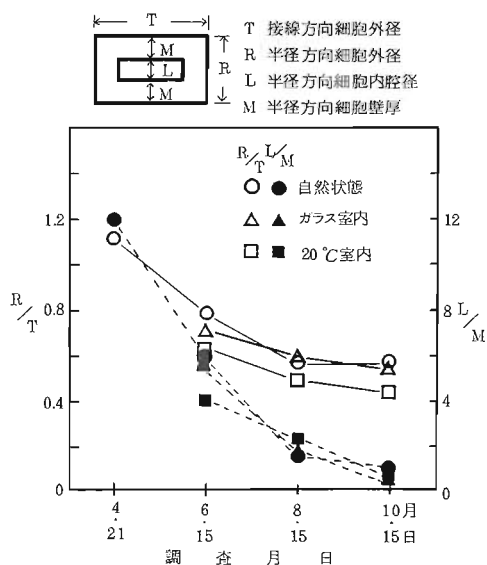 T
M
L
R
M
T 接線方向細胞外径
R 半径方向細胞外径
L 半径方向細胞内腔径
M 半径方向細胞壁厚
R/T L/M
自然状態
ガラス室内
20℃室内
1.2
0.8
0.4
0
R/T
12
8
4
0
L/M
4・21
6・15
8・15
10月・15日
調査月日